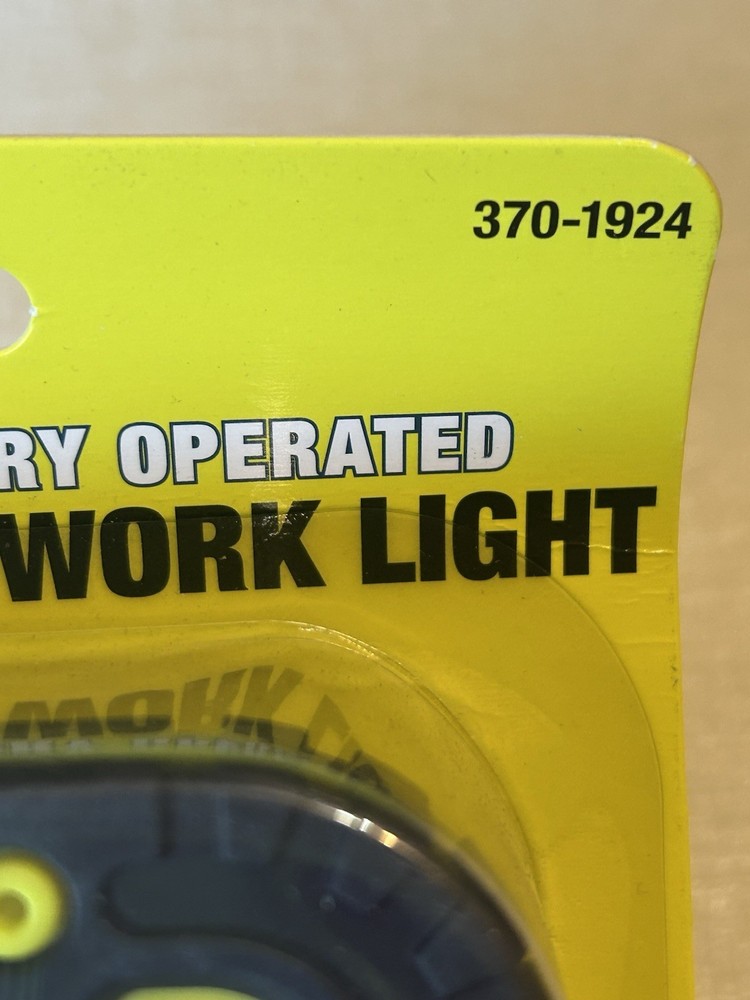 370-1924
RY OPERATED
WORK LIGHT